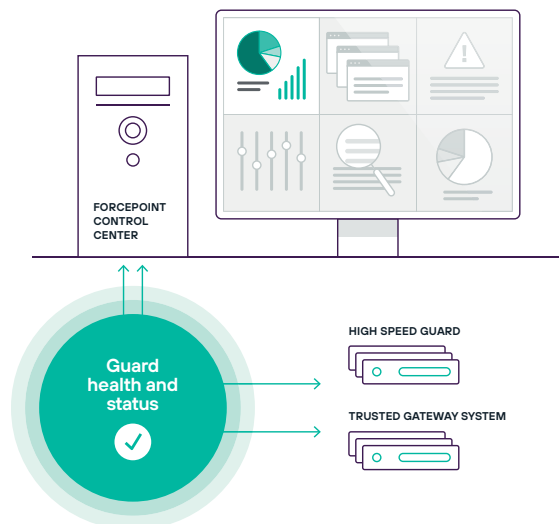 FORCEPOINT
CONTROL
CENTER
Guard
health and
status
HIGH SPEED GUARD
TRUSTED GATEWAY SYSTEM